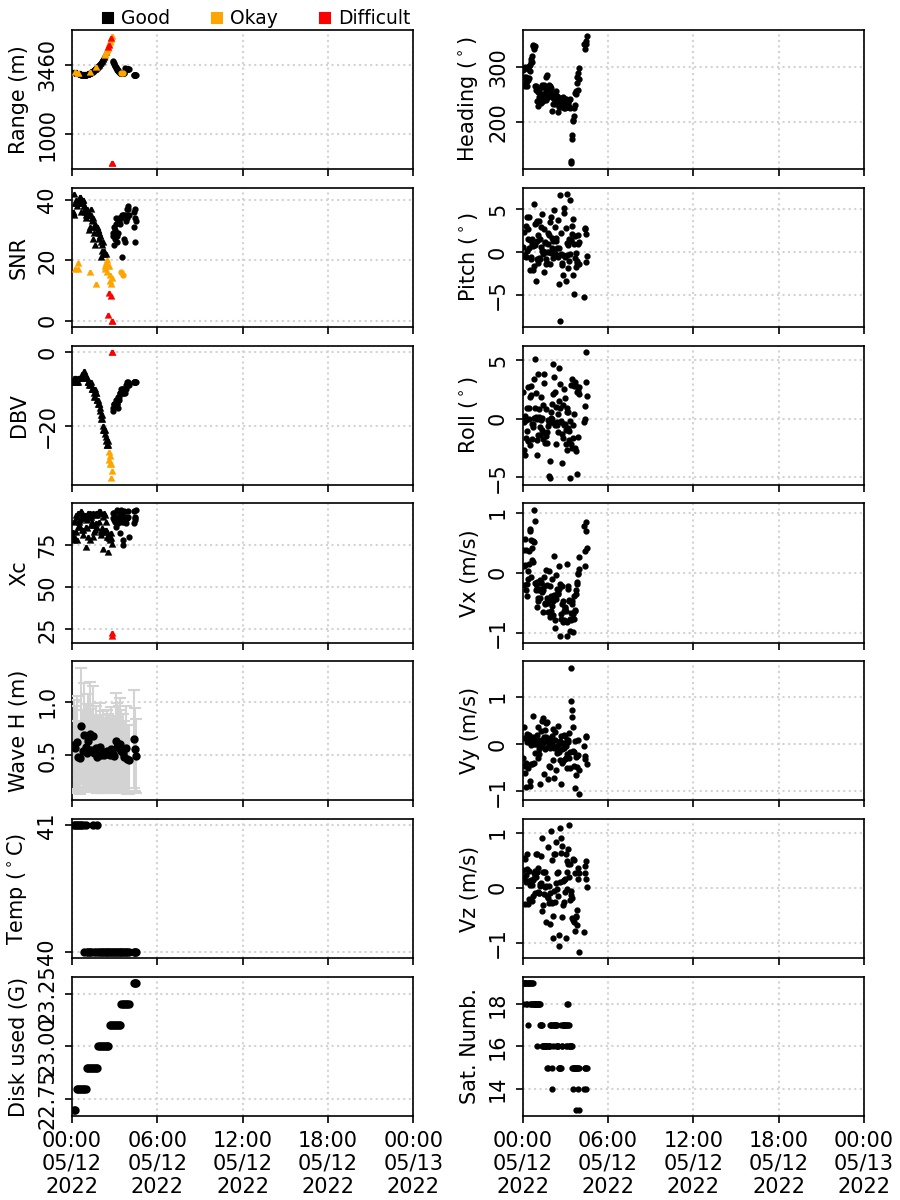 Good Okay Difficult
Range (m)
3460
1000
Heading (°)
300
200
SNR
40
20
0
Pitch (°)
5
0
−5
DBV
0
−20
Roll (°)
5
0
−5
Xc
75
50
25
Vx (m/s)
1
0
−1
Wave H (m)
1.0
0.5
Vy (m/s)
1
0
−1
Temp (°C)
41
40
Vz (m/s)
1
0
−1
Disk used (G)
23.25
23.00
22.75
Sat. Numb.
18
16
14
00:00 06:00 12:00 18:00 00:00
05/12 05/12 05/12 05/12 05/13
2022 2022 2022 2022 2022
00:00 06:00 12:00 18:00 00:00
05/12 05/12 05/12 05/12 05/13
2022 2022 2022 2022 2022